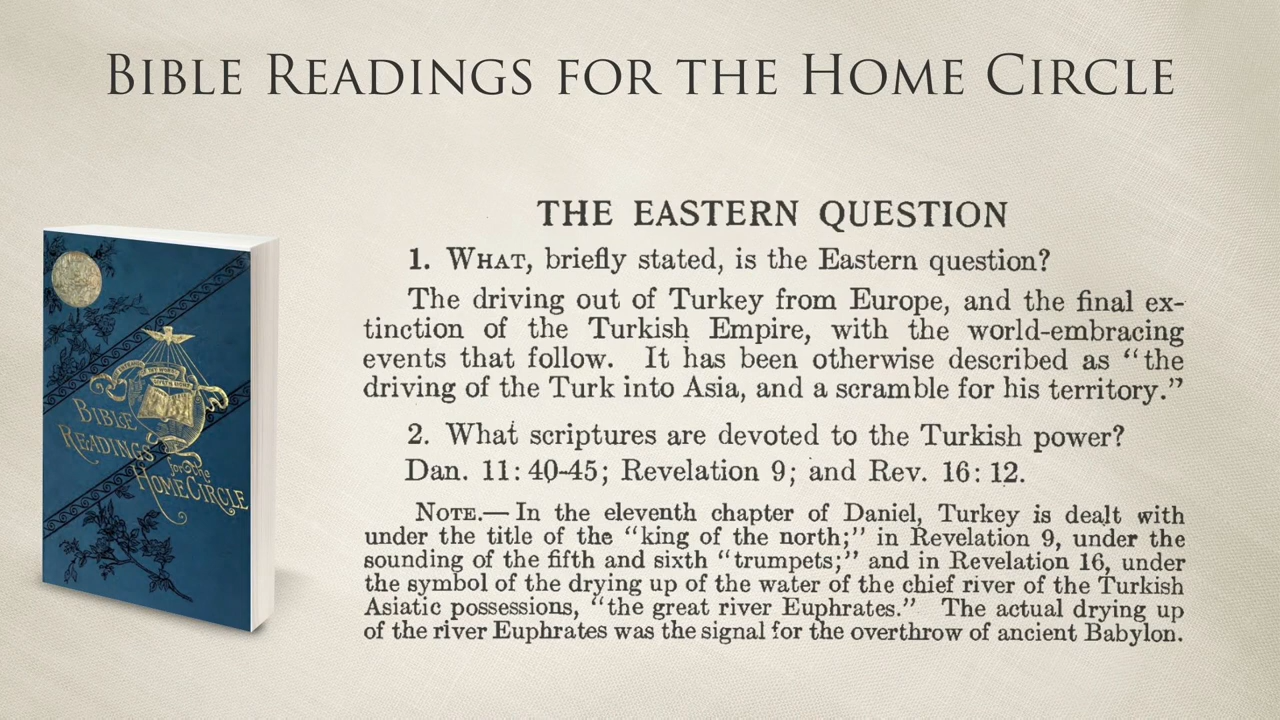 BIBLE READINGS FOR THE HOME CIRCLE
THE EASTERN QUESTION
1. WHAT, briefly stated, is the Eastern question?
The driving out of Turkey from Europe, and the final ex-
tinction of the Turkish Empire, with the world-embracing
events that follow. It has been otherwise described as “the
driving of the Turk into Asia, and a scramble for his territory.”
2. What scriptures are devoted to the Turkish power?
Dan. 11:40-45; Revelation 9; and Rev. 16:12.
NOTE.—In the eleventh chapter of Daniel, Turkey is dealt with
under the title of the “king of the north;” in Revelation 9, under the
sounding of the fifth and sixth “trumpets;” and in Revelation 16, under
the symbol of the drying up of the water of the chief river of the Turkish
Asiatic possessions, “the great river Euphrates.” The actual drying up
of the river Euphrates was the signal for the overthrow of ancient Babylon.
BIBLE
READINGS
for the
HOME CIRCLE